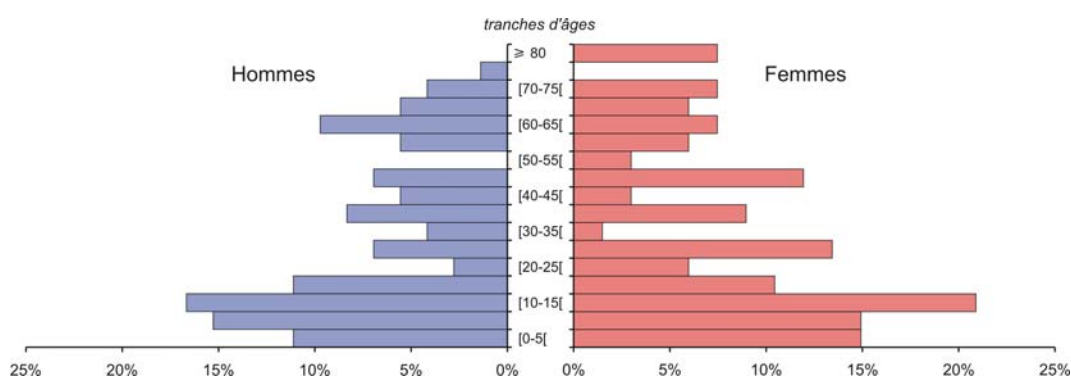 tranches d'âges
Hommes
Femmes
≥ 80
[70-75[
[60-65[
[50-55[
[40-45[
[30-35[
[20-25[
[10-15[
[0-5[
25% 20% 15% 10% 5% 0% 0% 5% 10% 15% 20% 25%